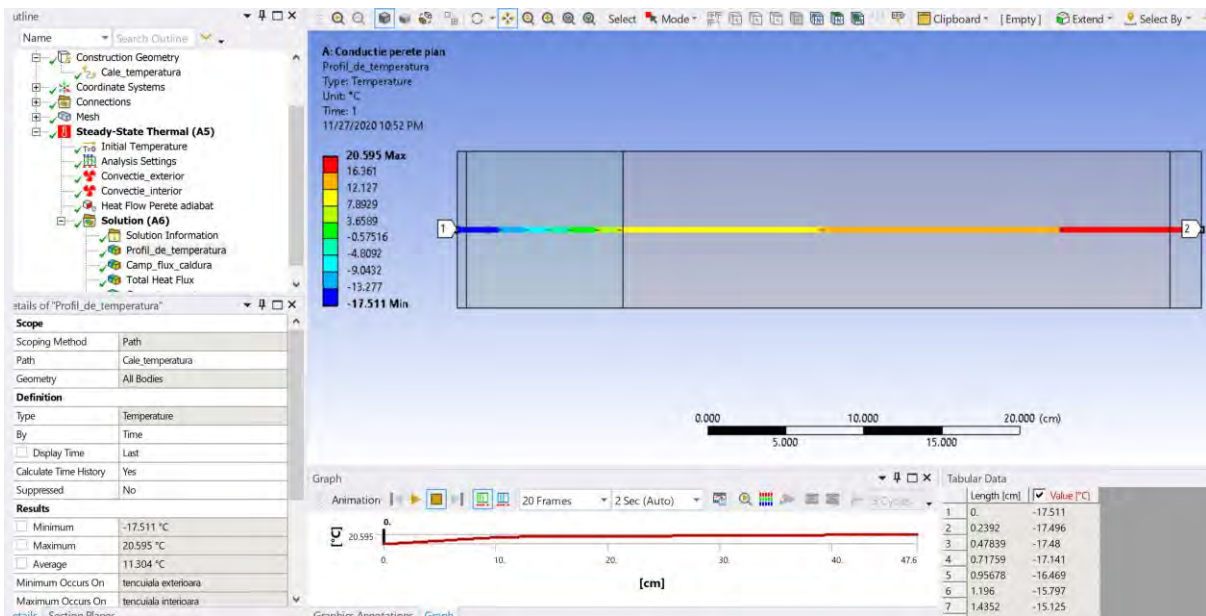 utline
Name
Search Outline
Construction Geometry
Cale_temperatura
Coordinate Systems
Connections
Mesh
Steady-State Thermal (A5)
T=0 Initial Temperature
Analysis Settings
Convectie_exterior
Convectie_interior
Heat Flow Perete adiabat
Solution (A6)
Solution Information
Profil_de_temperatura
Camp_flux_caldura
Total Heat Flux
etails of "Profil_de_temperatura"
Scope
Scoping Method Path
Path Cale_temperatura
Geometry All Bodies
Definition
Type Temperature
By Time
Display Time Last
Calculate Time History Yes
Suppressed No
Results
Minimum -17.511 °C
Maximum 20.595 °C
Average 11.304 °C
Minimum Occurs On tencuiala exterioara
Maximum Occurs On tencuiala interioara
etails Section Planes
Select Mode Clipboard [Empty] Extend Select By
A: Conductie perete plan
Profil_de_temperatura
Type: Temperature
Unit: °C
Time: 1
11/27/2020 10:52 PM
20.595 Max
16.361
12.127
7.8929
3.6589
-0.57516
-4.8092
-9.0432
-13.277
-17.511 Min
1
2
0.000 10.000 20.000 (cm)
5.000 15.000
Graph
Animation 20 Frames 2 Sec (Auto) 3 Cycles
0.
[°C]
20.595
0. 10. 20. 30. 40. 47.6
[cm]
Graphics Annotations Graph
Tabular Data
Length [cm] Value [°C]
1 0. -17.511
2 0.2392 -17.496
3 0.47839 -17.48
4 0.71759 -17.141
5 0.95678 -16.469
6 1.196 -15.797
7 1.4352 -15.125